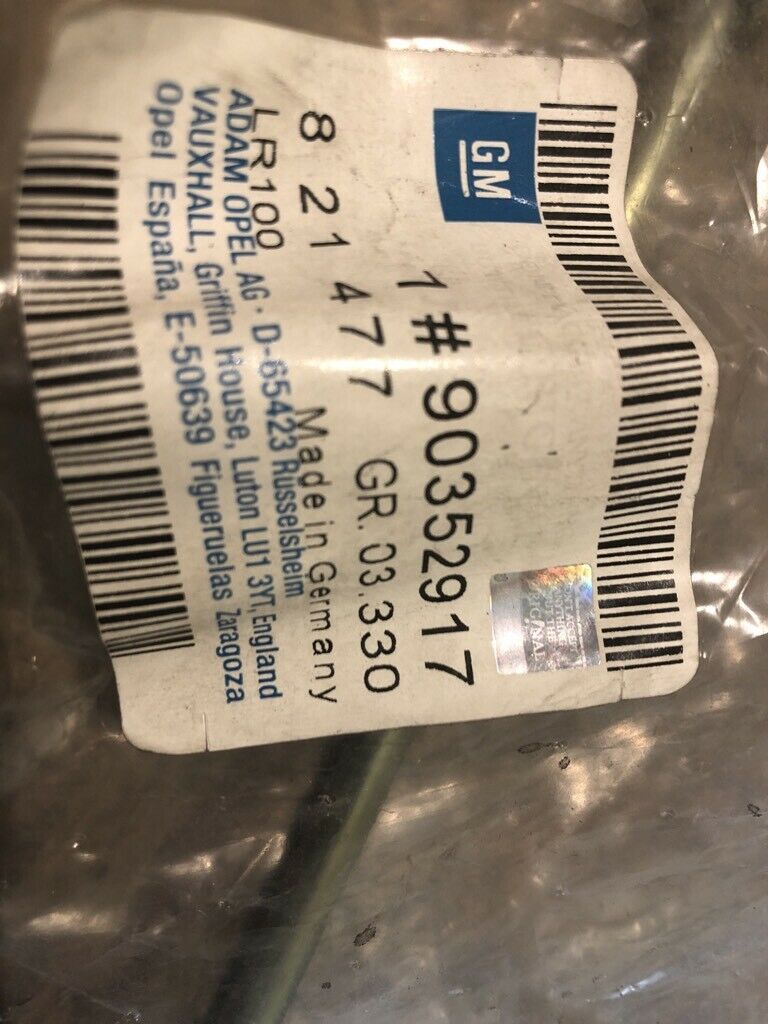 GM
1#90352917
8 21 477 GR. 03.330
Made in Germany
LR100
ADAM OPEL AG · D-65423 Rüsselsheim
VAUXHALL, Griffin House, Luton LU1 3YT, England
Opel España, E-50639 Figueruelas Zaragoza